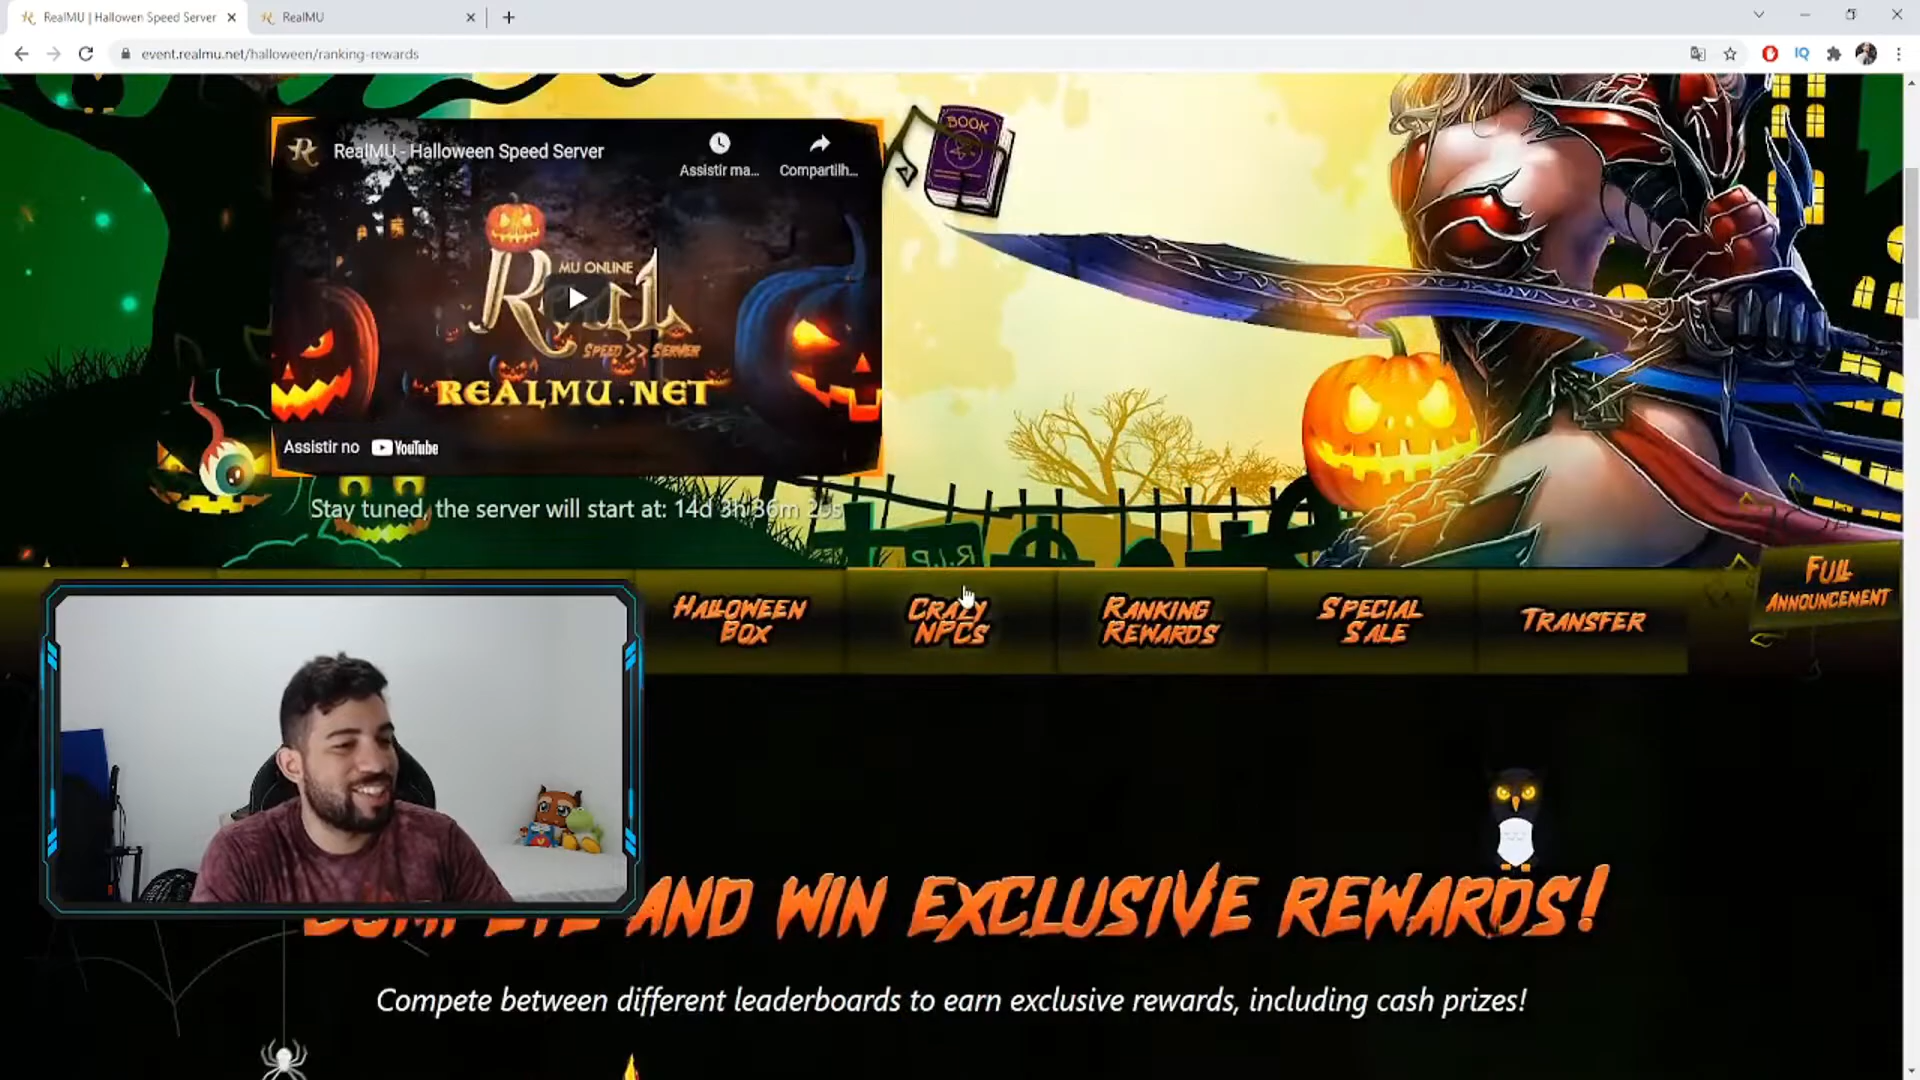 RealMU | Hallowen Speed Server
RealMU
event.realmu.net/halloween/ranking-rewards
RealMU - Halloween Speed Server
Assistir ma...
Compartilh...
BOOK
MU ONLINE
Real
SPEED >> SERVER
REALMU.NET
Assistir no YouTube
Stay tuned, the server will start at: 14d 3h 36m
R.I.P.
HALLOWEEN BOX
CRAZY NPCS
RANKING REWARDS
SPECIAL SALE
TRANSFER
FULL ANNOUNCEMENT
AND WIN EXCLUSIVE REWARDS!
Compete between different leaderboards to earn exclusive rewards, including cash prizes!